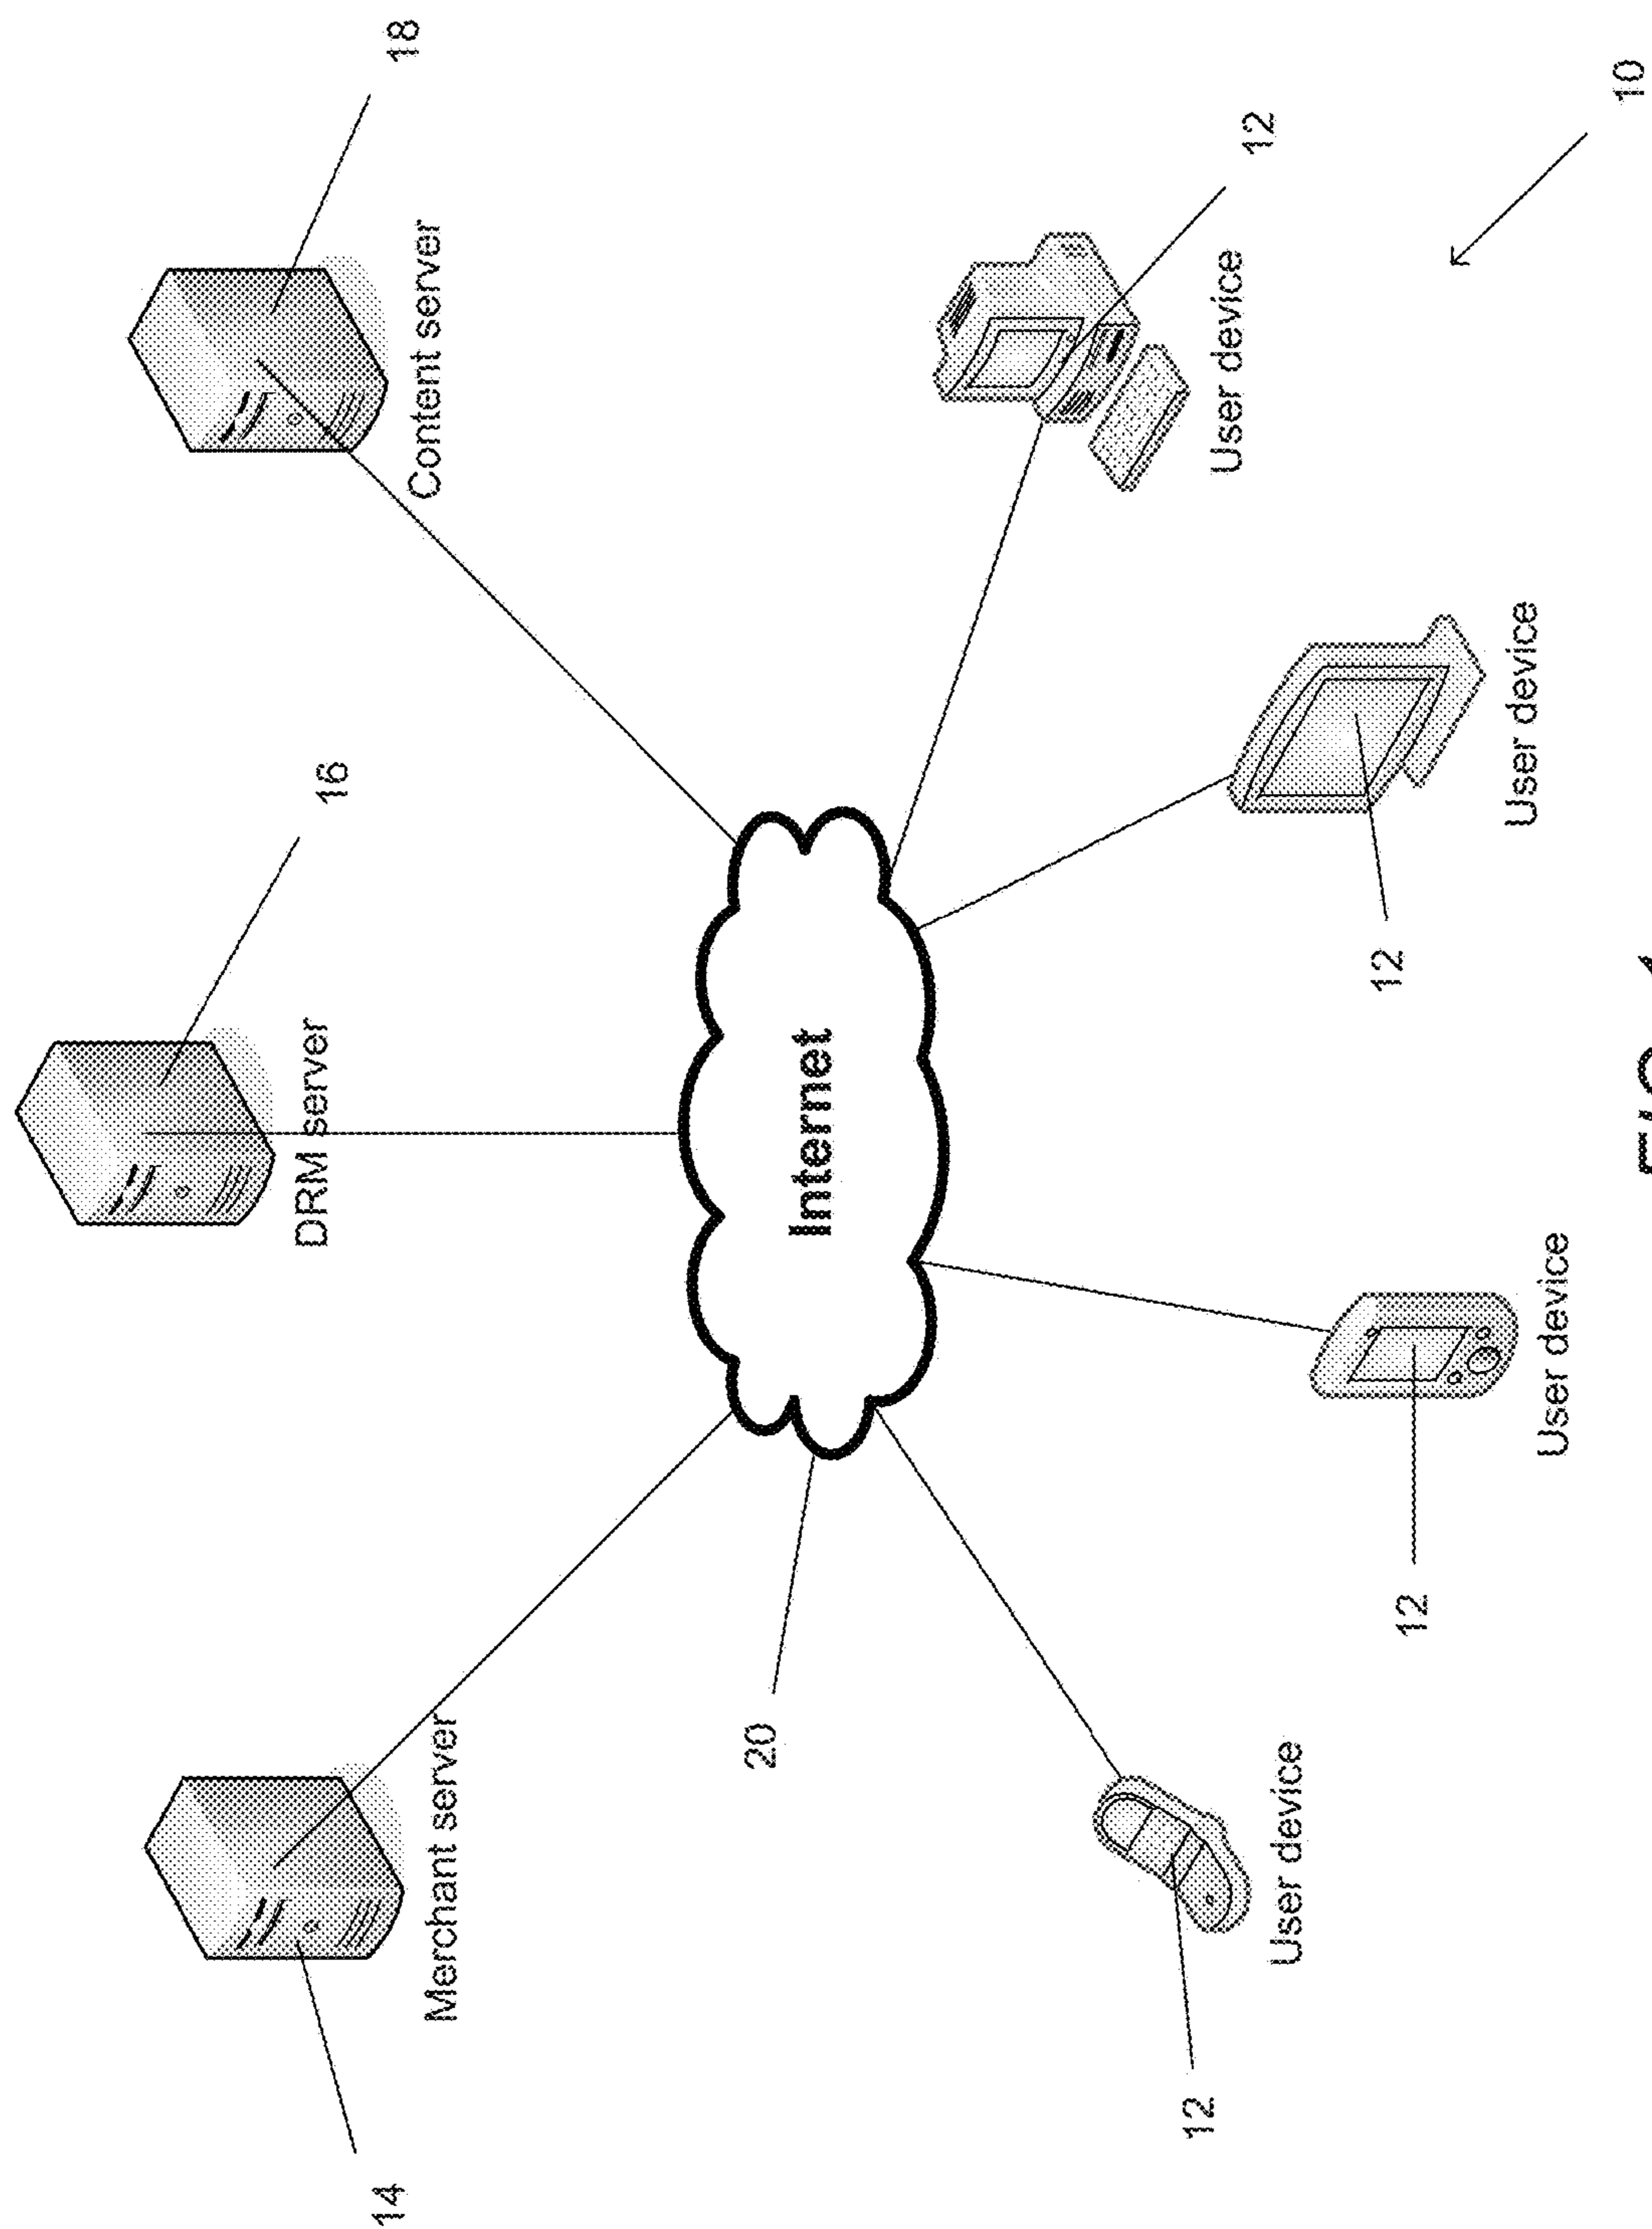 16
18
14
DRM server
Content server
Merchant server
20
Internet
12
12
User device
User device
12
12
User device
User device
10